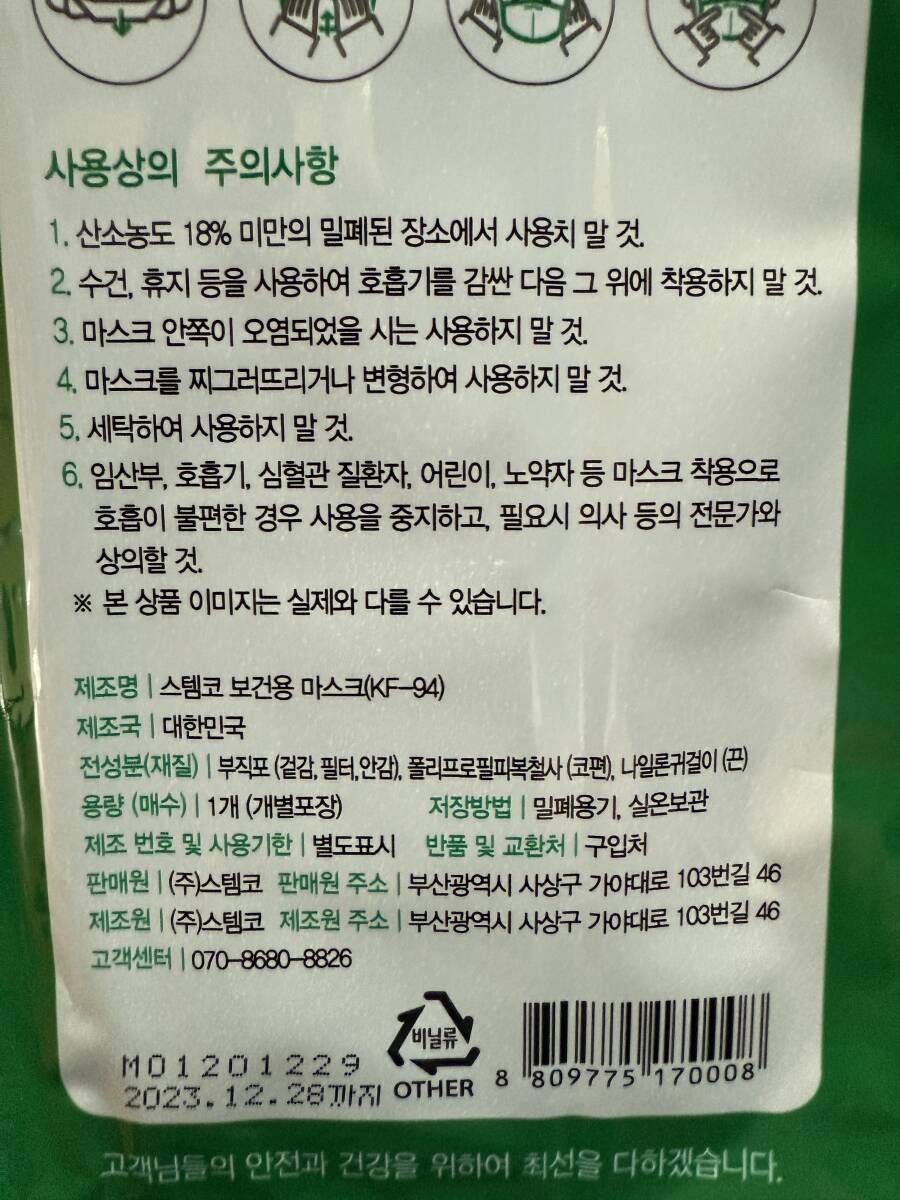 사용상의 주의사항
1. 산소농도 18% 미만의 밀폐된 장소에서 사용치 말 것.
2. 수건, 휴지 등을 사용하여 호흡기를 감싼 다음 그 위에 착용하지 말 것.
3. 마스크 안쪽이 오염되었을 시는 사용하지 말 것.
4. 마스크를 찌그러뜨리거나 변형하여 사용하지 말 것.
5. 세탁하여 사용하지 말 것.
6. 임산부, 호흡기, 심혈관 질환자, 어린이, 노약자 등 마스크 착용으로
호흡이 불편한 경우 사용을 중지하고, 필요시 의사 등의 전문가와
상의할 것.
※ 본 상품 이미지는 실제와 다를 수 있습니다.
제조명 | 스템코 보건용 마스크(KF-94)
제조국 | 대한민국
전성분(재질) | 부직포 (겉감,필터,안감), 폴리프로필피복철사 (코편), 나일론귀걸이 (끈)
용량 (매수) | 1개 (개별포장) 저장방법 | 밀폐용기, 실온보관
제조 번호 및 사용기한 | 별도표시 반품 및 교환처 | 구입처
판매원 | (주)스템코 판매원 주소 | 부산광역시 사상구 가야대로 103번길 46
제조원 | (주)스템코 제조원 주소 | 부산광역시 사상구 가야대로 103번길 46
고객센터 | 070-8680-8826
비닐류
OTHER
M01201229
2023.12.28까지
8 809775 170008
고객님들의 안전과 건강을 위하여 최선을 다하겠습니다.